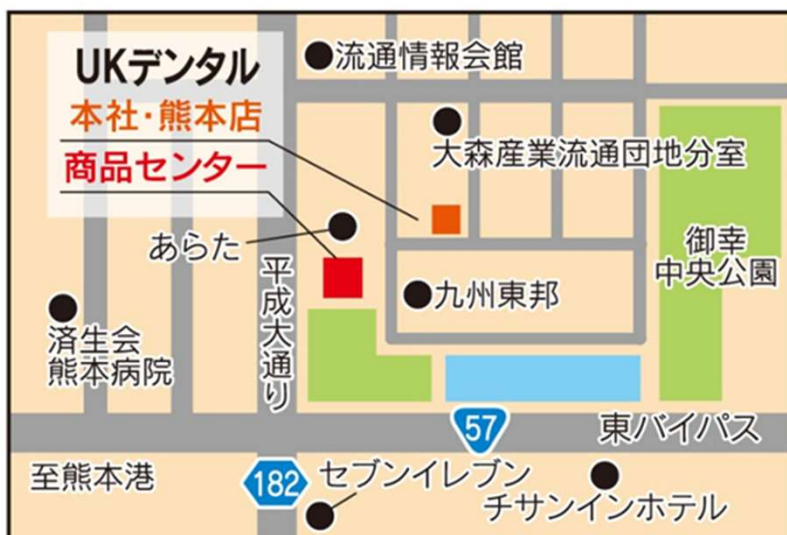 UKデンタル
本社・熊本店
商品センター
流通情報会館
大森産業流通団地分室
あらた
平成大通り
九州東邦
御幸
中央公園
済生会
熊本病院
57
東バイパス
至熊本港
182
セブンイレブン
チサンインホテル